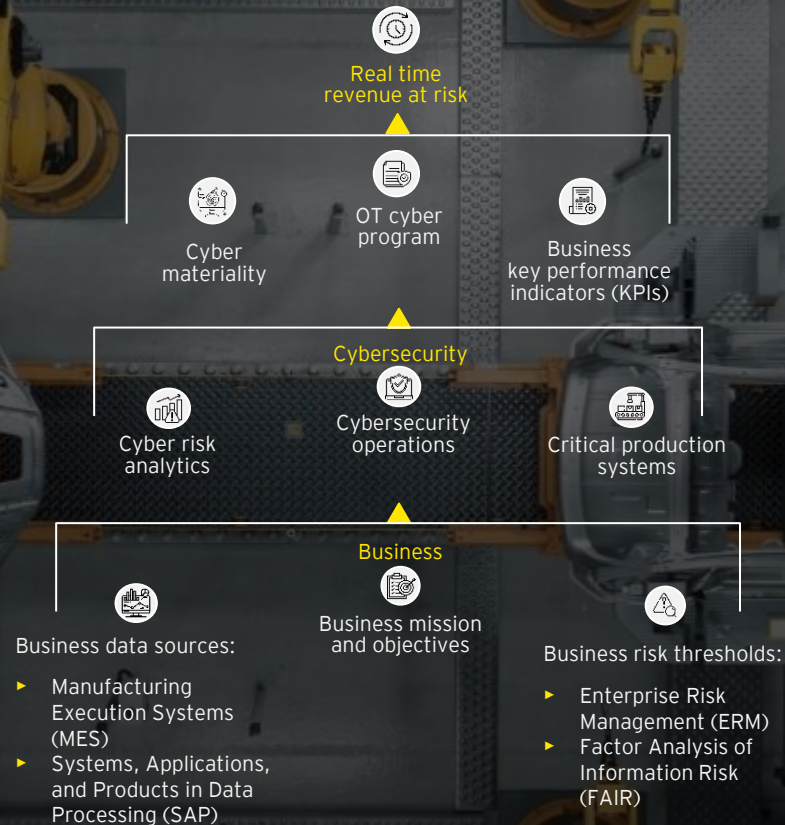 Real time
revenue at risk
Cyber
materiality
OT cyber
program
Business
key performance
indicators (KPIs)
Cybersecurity
Cyber risk
analytics
Cybersecurity
operations
Critical production
systems
Business
Business data sources:
► Manufacturing
Execution Systems
(MES)
► Systems, Applications,
and Products in Data
Processing (SAP)
Business mission
and objectives
Business risk thresholds:
► Enterprise Risk
Management (ERM)
► Factor Analysis of
Information Risk
(FAIR)